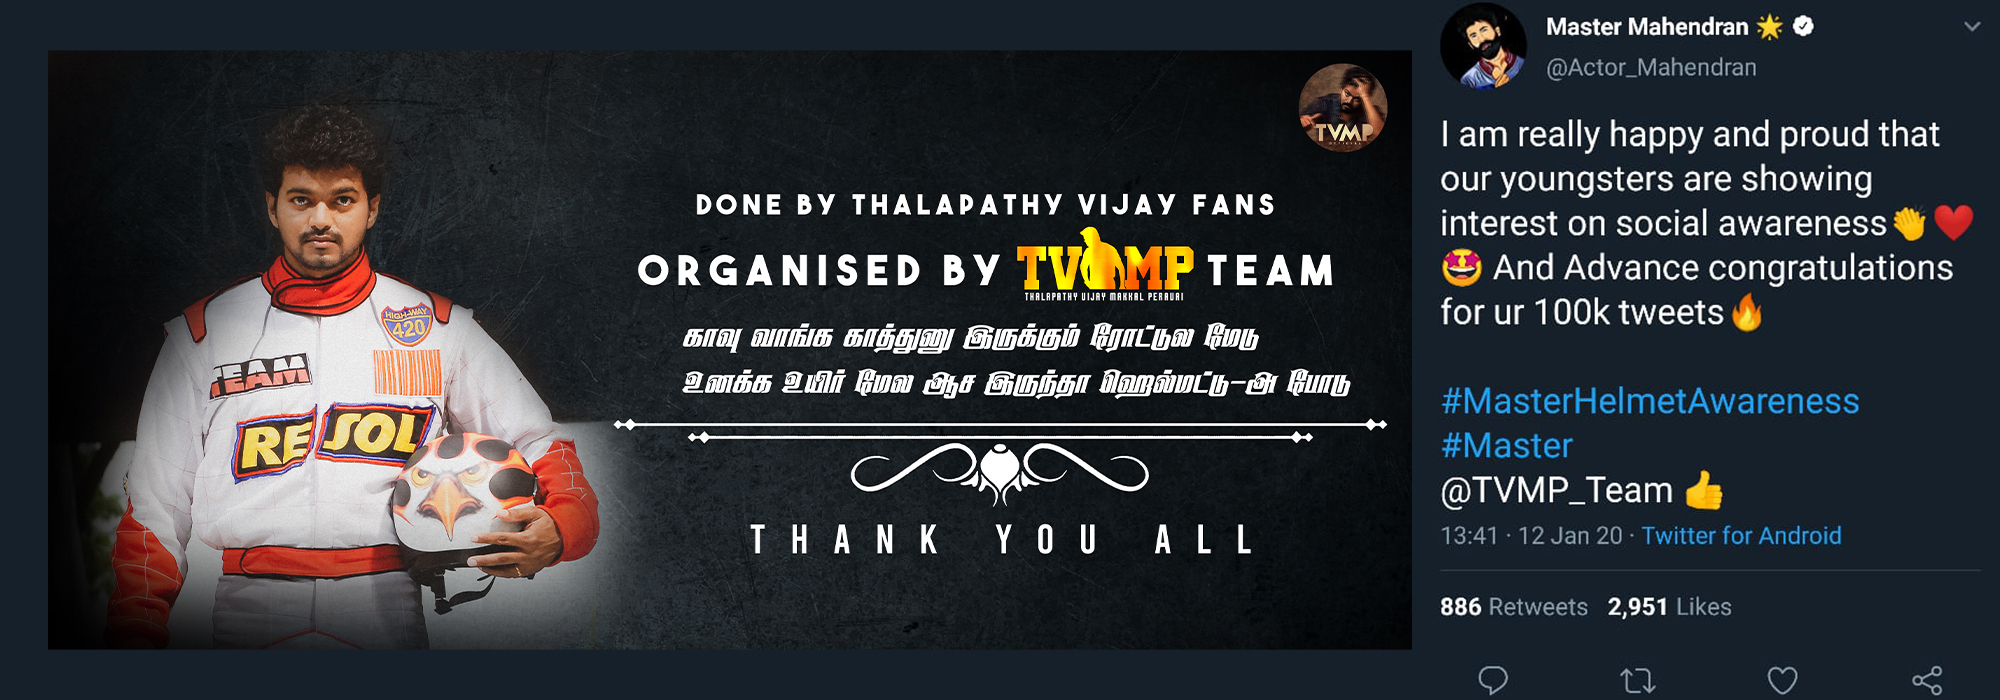 TVMP
DONE BY THALAPATHY VIJAY FANS
ORGANISED BY TVMP TEAM
THALAPATHY VIJAY MAKKAL PERAVAI
காவு வாங்க காத்துனு இருக்கும் ரோட்டுல மேடு
உனக்க உயிர் மேல ஆச இருந்தா ஹெல்மட்டு-அ போடு
THANK YOU ALL
HIGH-WAY
420
TEAM
RE SOL
Master Mahendran
@Actor_Mahendran
I am really happy and proud that
our youngsters are showing
interest on social awareness👏❤️
🤩 And Advance congratulations
for ur 100k tweets🔥
#MasterHelmetAwareness
#Master
@TVMP_Team 👍
13:41 · 12 Jan 20 · Twitter for Android
886 Retweets 2,951 Likes